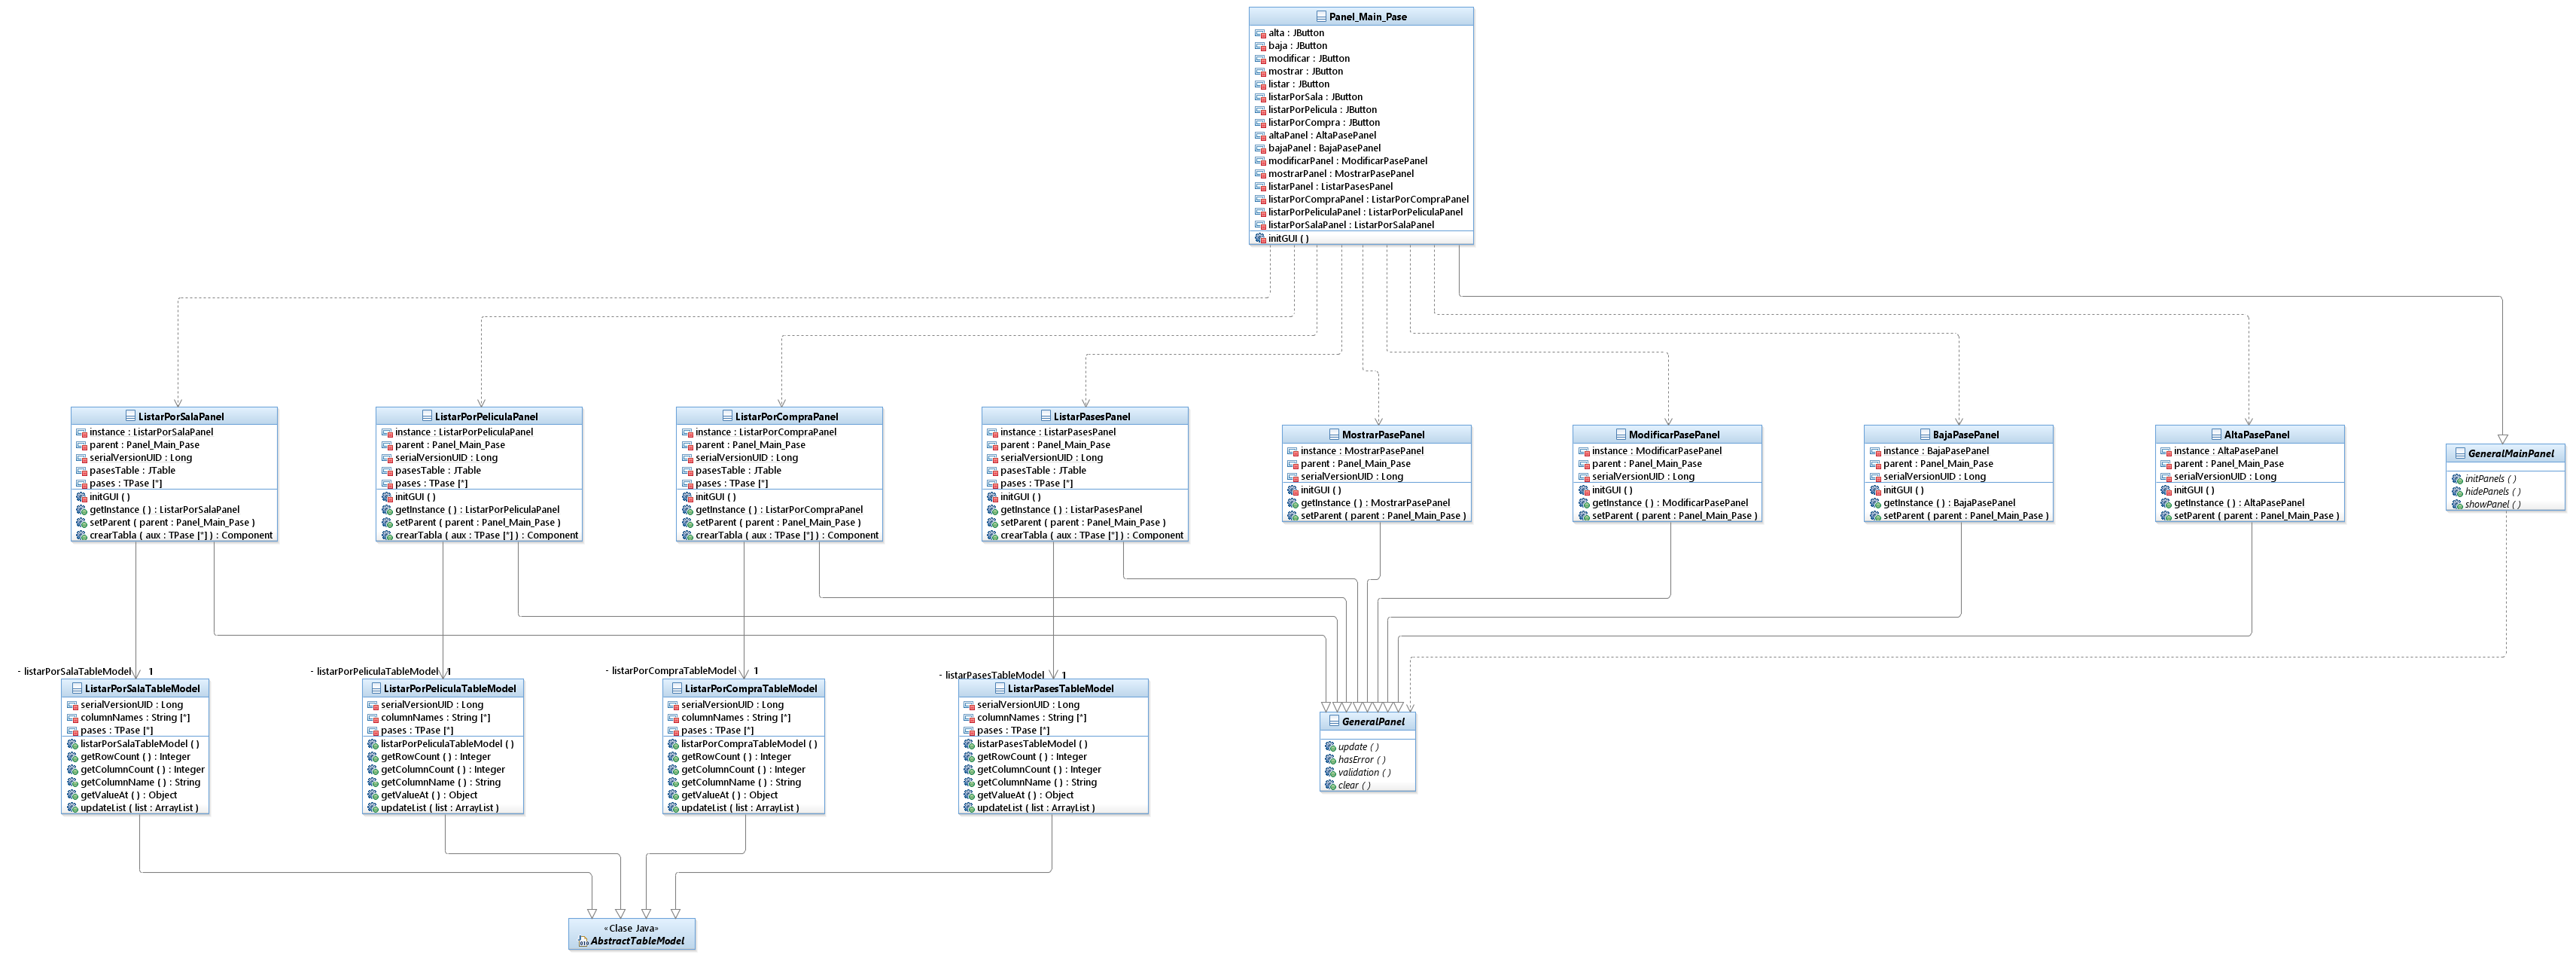 Panel_Main_Pase
alta : JButton
baja : JButton
modificar : JButton
mostrar : JButton
listar : JButton
listarPorSala : JButton
listarPorPelicula : JButton
listarPorCompra : JButton
altaPanel : AltaPasePanel
bajaPanel : BajaPasePanel
modificarPanel : ModificarPasePanel
mostrarPanel : MostrarPasePanel
listarPanel : ListarPasesPanel
listarPorCompraPanel : ListarPorCompraPanel
listarPorPeliculaPanel : ListarPorPeliculaPanel
listarPorSalaPanel : ListarPorSalaPanel
initGUI ( )
ListarPorSalaPanel
instance : ListarPorSalaPanel
parent : Panel_Main_Pase
serialVersionUID : Long
pasesTable : JTable
pases : TPase [*]
initGUI ( )
getInstance ( ) : ListarPorSalaPanel
setParent ( parent : Panel_Main_Pase )
crearTabla ( aux : TPase [*] ) : Component
ListarPorPeliculaPanel
instance : ListarPorPeliculaPanel
parent : Panel_Main_Pase
serialVersionUID : Long
pasesTable : JTable
pases : TPase [*]
initGUI ( )
getInstance ( ) : ListarPorPeliculaPanel
setParent ( parent : Panel_Main_Pase )
crearTabla ( aux : TPase [*] ) : Component
ListarPorCompraPanel
instance : ListarPorCompraPanel
parent : Panel_Main_Pase
serialVersionUID : Long
pasesTable : JTable
pases : TPase [*]
initGUI ( )
getInstance ( ) : ListarPorCompraPanel
setParent ( parent : Panel_Main_Pase )
crearTabla ( aux : TPase [*] ) : Component
ListarPasesPanel
instance : ListarPasesPanel
parent : Panel_Main_Pase
serialVersionUID : Long
pasesTable : JTable
pases : TPase [*]
initGUI ( )
getInstance ( ) : ListarPasesPanel
setParent ( parent : Panel_Main_Pase )
crearTabla ( aux : TPase [*] ) : Component
MostrarPasePanel
instance : MostrarPasePanel
parent : Panel_Main_Pase
serialVersionUID : Long
initGUI ( )
getInstance ( ) : MostrarPasePanel
setParent ( parent : Panel_Main_Pase )
ModificarPasePanel
instance : ModificarPasePanel
parent : Panel_Main_Pase
serialVersionUID : Long
initGUI ( )
getInstance ( ) : ModificarPasePanel
setParent ( parent : Panel_Main_Pase )
BajaPasePanel
instance : BajaPasePanel
parent : Panel_Main_Pase
serialVersionUID : Long
initGUI ( )
getInstance ( ) : BajaPasePanel
setParent ( parent : Panel_Main_Pase )
AltaPasePanel
instance : AltaPasePanel
parent : Panel_Main_Pase
serialVersionUID : Long
initGUI ( )
getInstance ( ) : AltaPasePanel
setParent ( parent : Panel_Main_Pase )
GeneralMainPanel
initPanels ( )
hidePanels ( )
showPanel ( )
- listarPorSalaTableModel 1
- listarPorPeliculaTableModel 1
- listarPorCompraTableModel 1
- listarPasesTableModel 1
ListarPorSalaTableModel
serialVersionUID : Long
columnNames : String [*]
pases : TPase [*]
listarPorSalaTableModel ( )
getRowCount ( ) : Integer
getColumnCount ( ) : Integer
getColumnName ( ) : String
getValueAt ( ) : Object
updateList ( list : ArrayList )
ListarPorPeliculaTableModel
serialVersionUID : Long
columnNames : String [*]
pases : TPase [*]
listarPorPeliculaTableModel ( )
getRowCount ( ) : Integer
getColumnCount ( ) : Integer
getColumnName ( ) : String
getValueAt ( ) : Object
updateList ( list : ArrayList )
ListarPorCompraTableModel
serialVersionUID : Long
columnNames : String [*]
pases : TPase [*]
listarPorCompraTableModel ( )
getRowCount ( ) : Integer
getColumnCount ( ) : Integer
getColumnName ( ) : String
getValueAt ( ) : Object
updateList ( list : ArrayList )
ListarPasesTableModel
serialVersionUID : Long
columnNames : String [*]
pases : TPase [*]
listarPasesTableModel ( )
getRowCount ( ) : Integer
getColumnCount ( ) : Integer
getColumnName ( ) : String
getValueAt ( ) : Object
updateList ( list : ArrayList )
GeneralPanel
update ( )
hasError ( )
validation ( )
clear ( )
«Clase Java»
AbstractTableModel